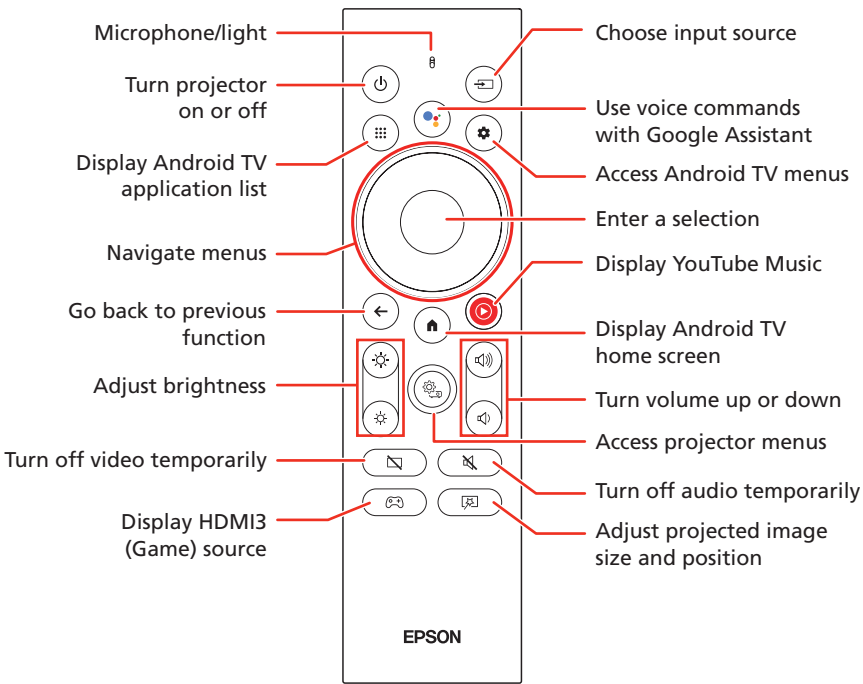 Microphone/light
Turn projector
on or off
Display Android TV
application list
Navigate menus
Go back to previous
function
Adjust brightness
Turn off video temporarily
Display HDMI3
(Game) source
Choose input source
Use voice commands
with Google Assistant
Access Android TV menus
Enter a selection
Display YouTube Music
Display Android TV
home screen
Turn volume up or down
Access projector menus
Turn off audio temporarily
Adjust projected image
size and position
EPSON